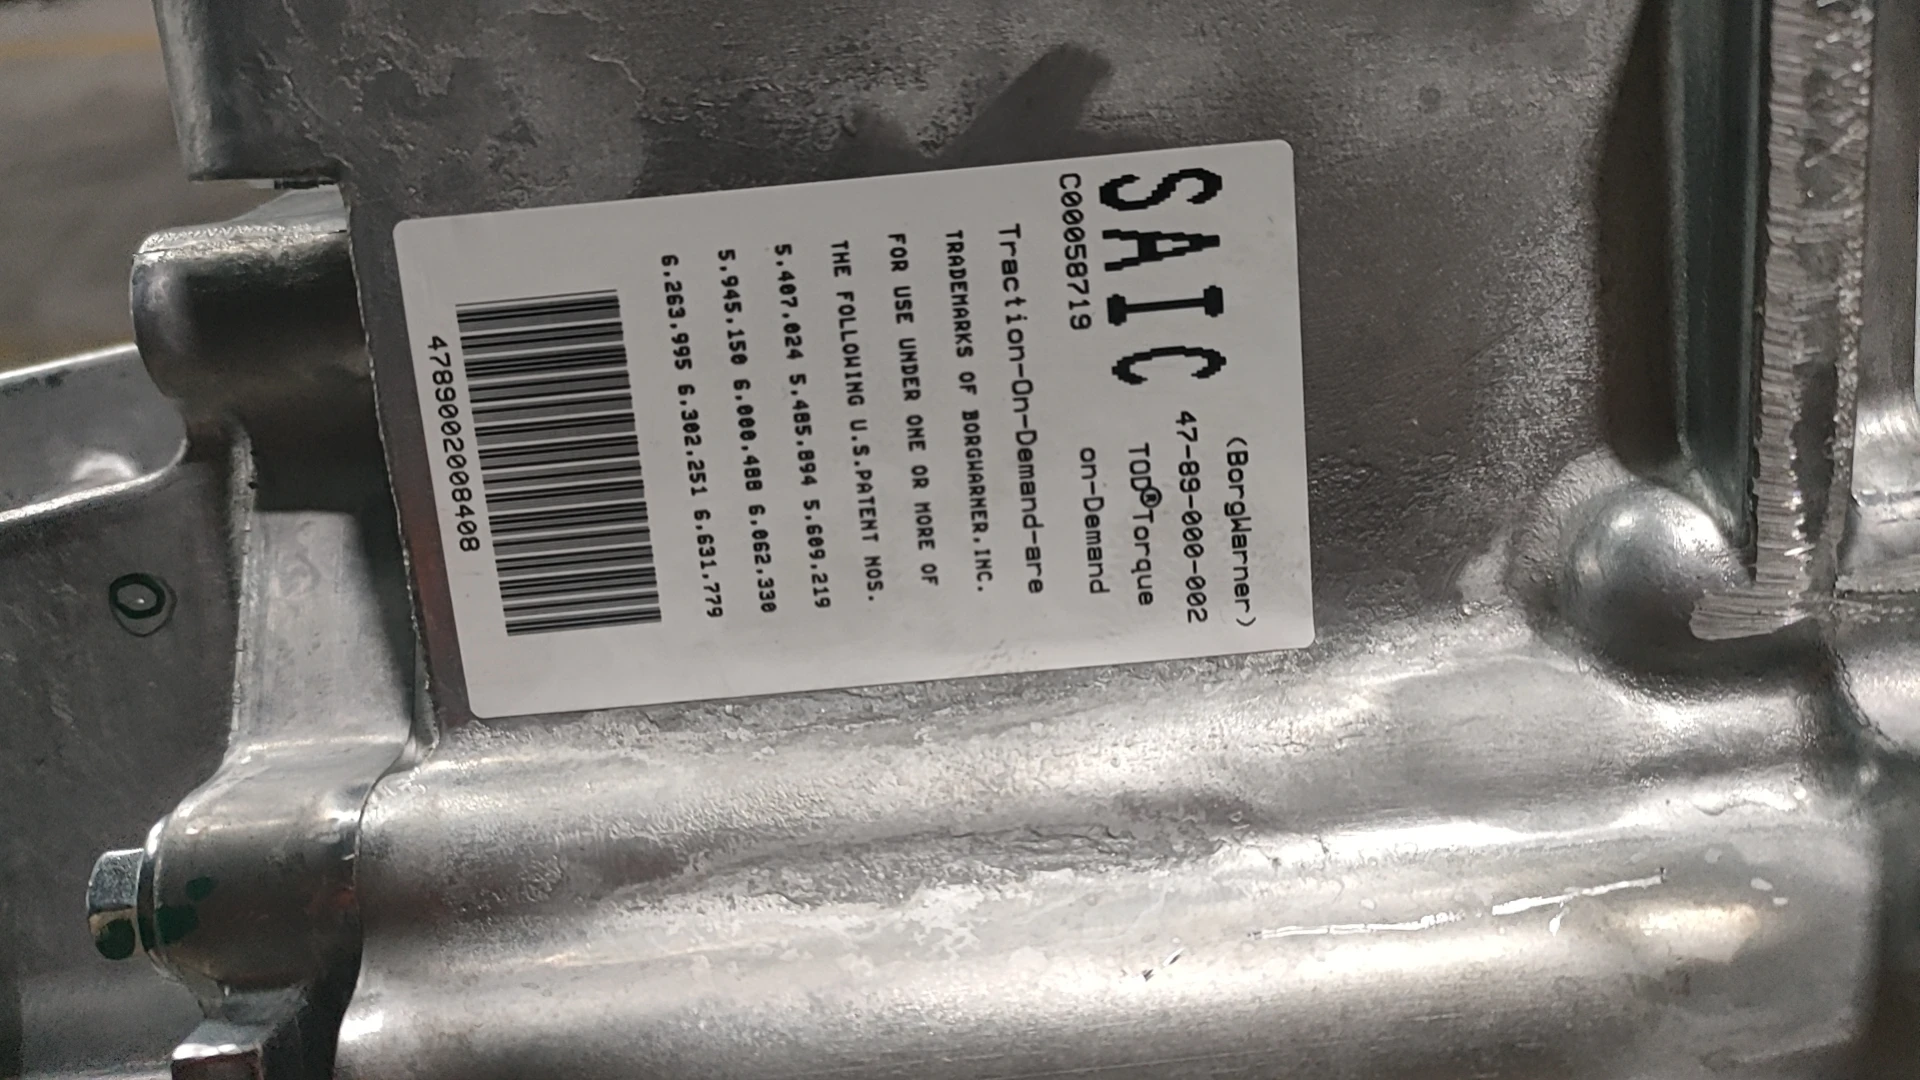 SAIC
(BorgWarner)
47-89-000-002
C00058719
TOD®Torque
on-Demand
Traction-On-Demand-are
TRADEMARKS OF BORGWARNER.INC.
FOR USE UNDER ONE OR MORE OF
THE FOLLOWING U.S.PATENT NOS.
5,407,024 5,485,894 5,609,219
5,945,150 6,000,488 6,062,330
6,263,995 6,302,251 6,631,779
47890002008408